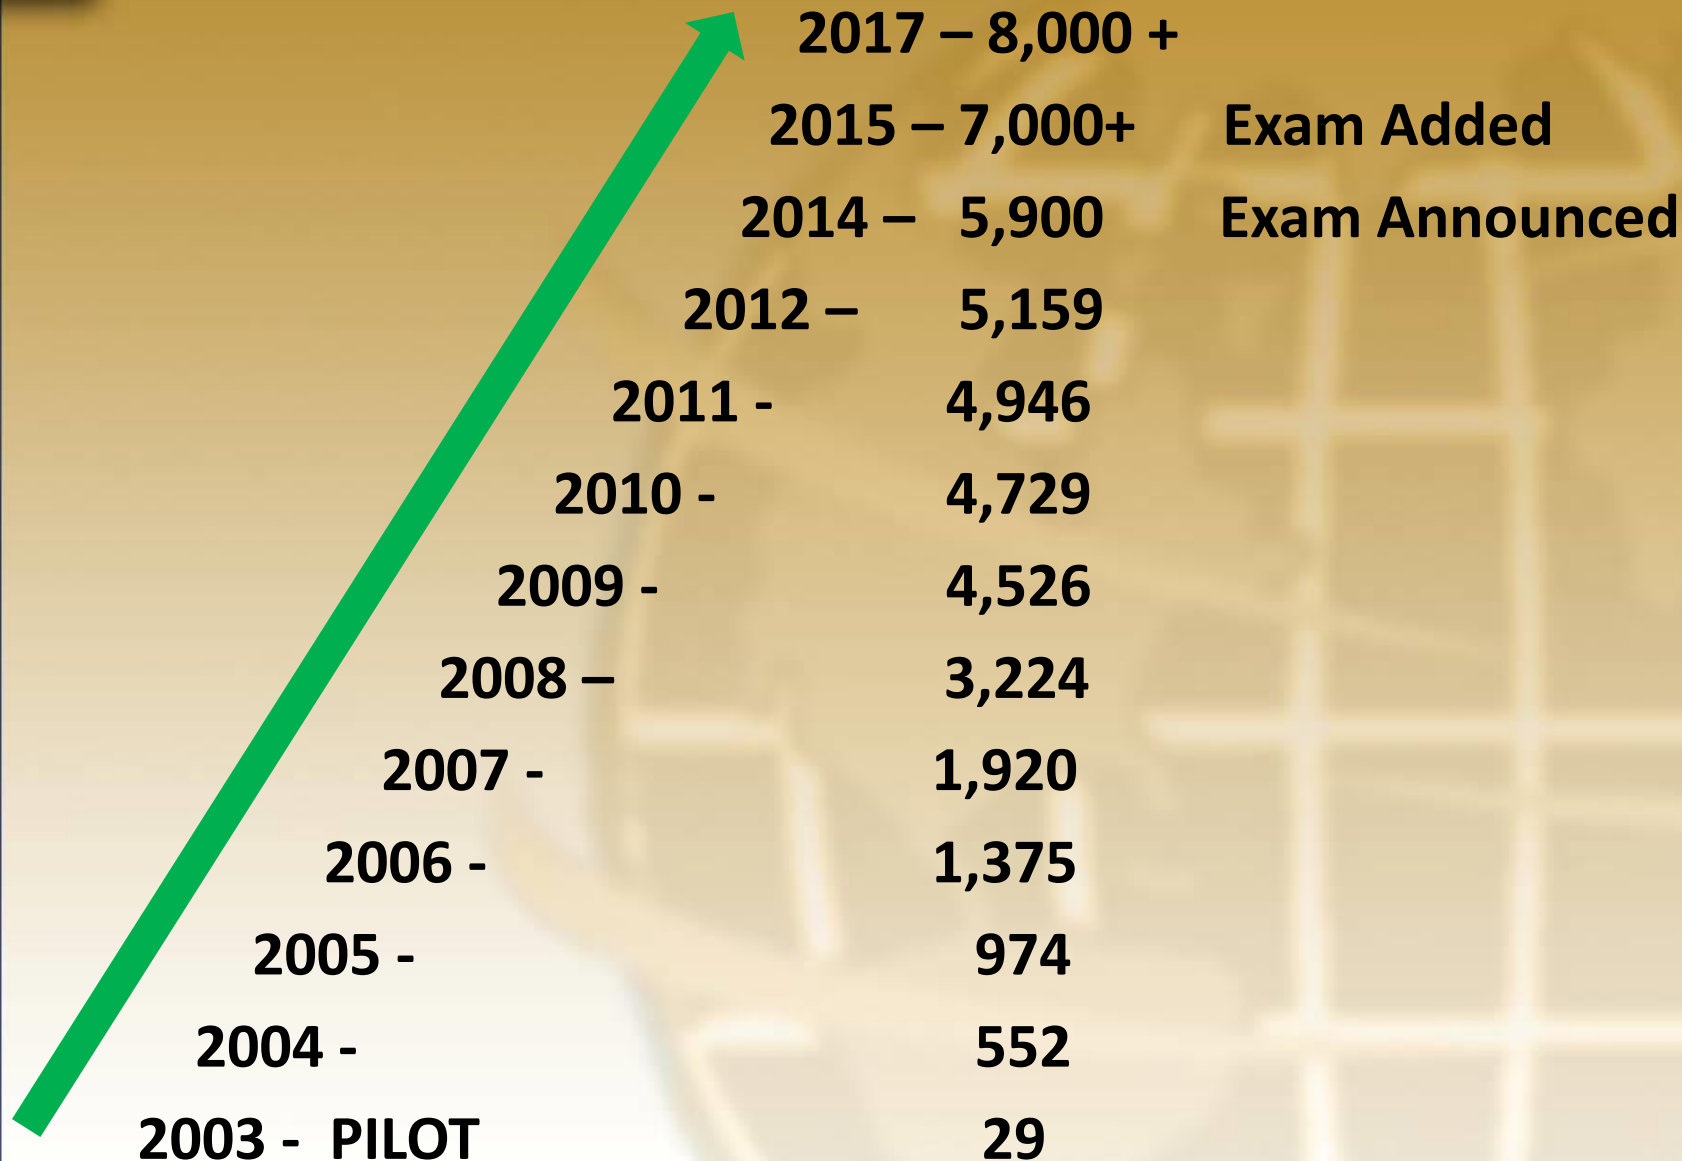 2017 – 8,000 +
2015 – 7,000+ Exam Added
2014 – 5,900 Exam Announced
2012 – 5,159
2011 - 4,946
2010 - 4,729
2009 - 4,526
2008 – 3,224
2007 - 1,920
2006 - 1,375
2005 - 974
2004 - 552
2003 - PILOT 29